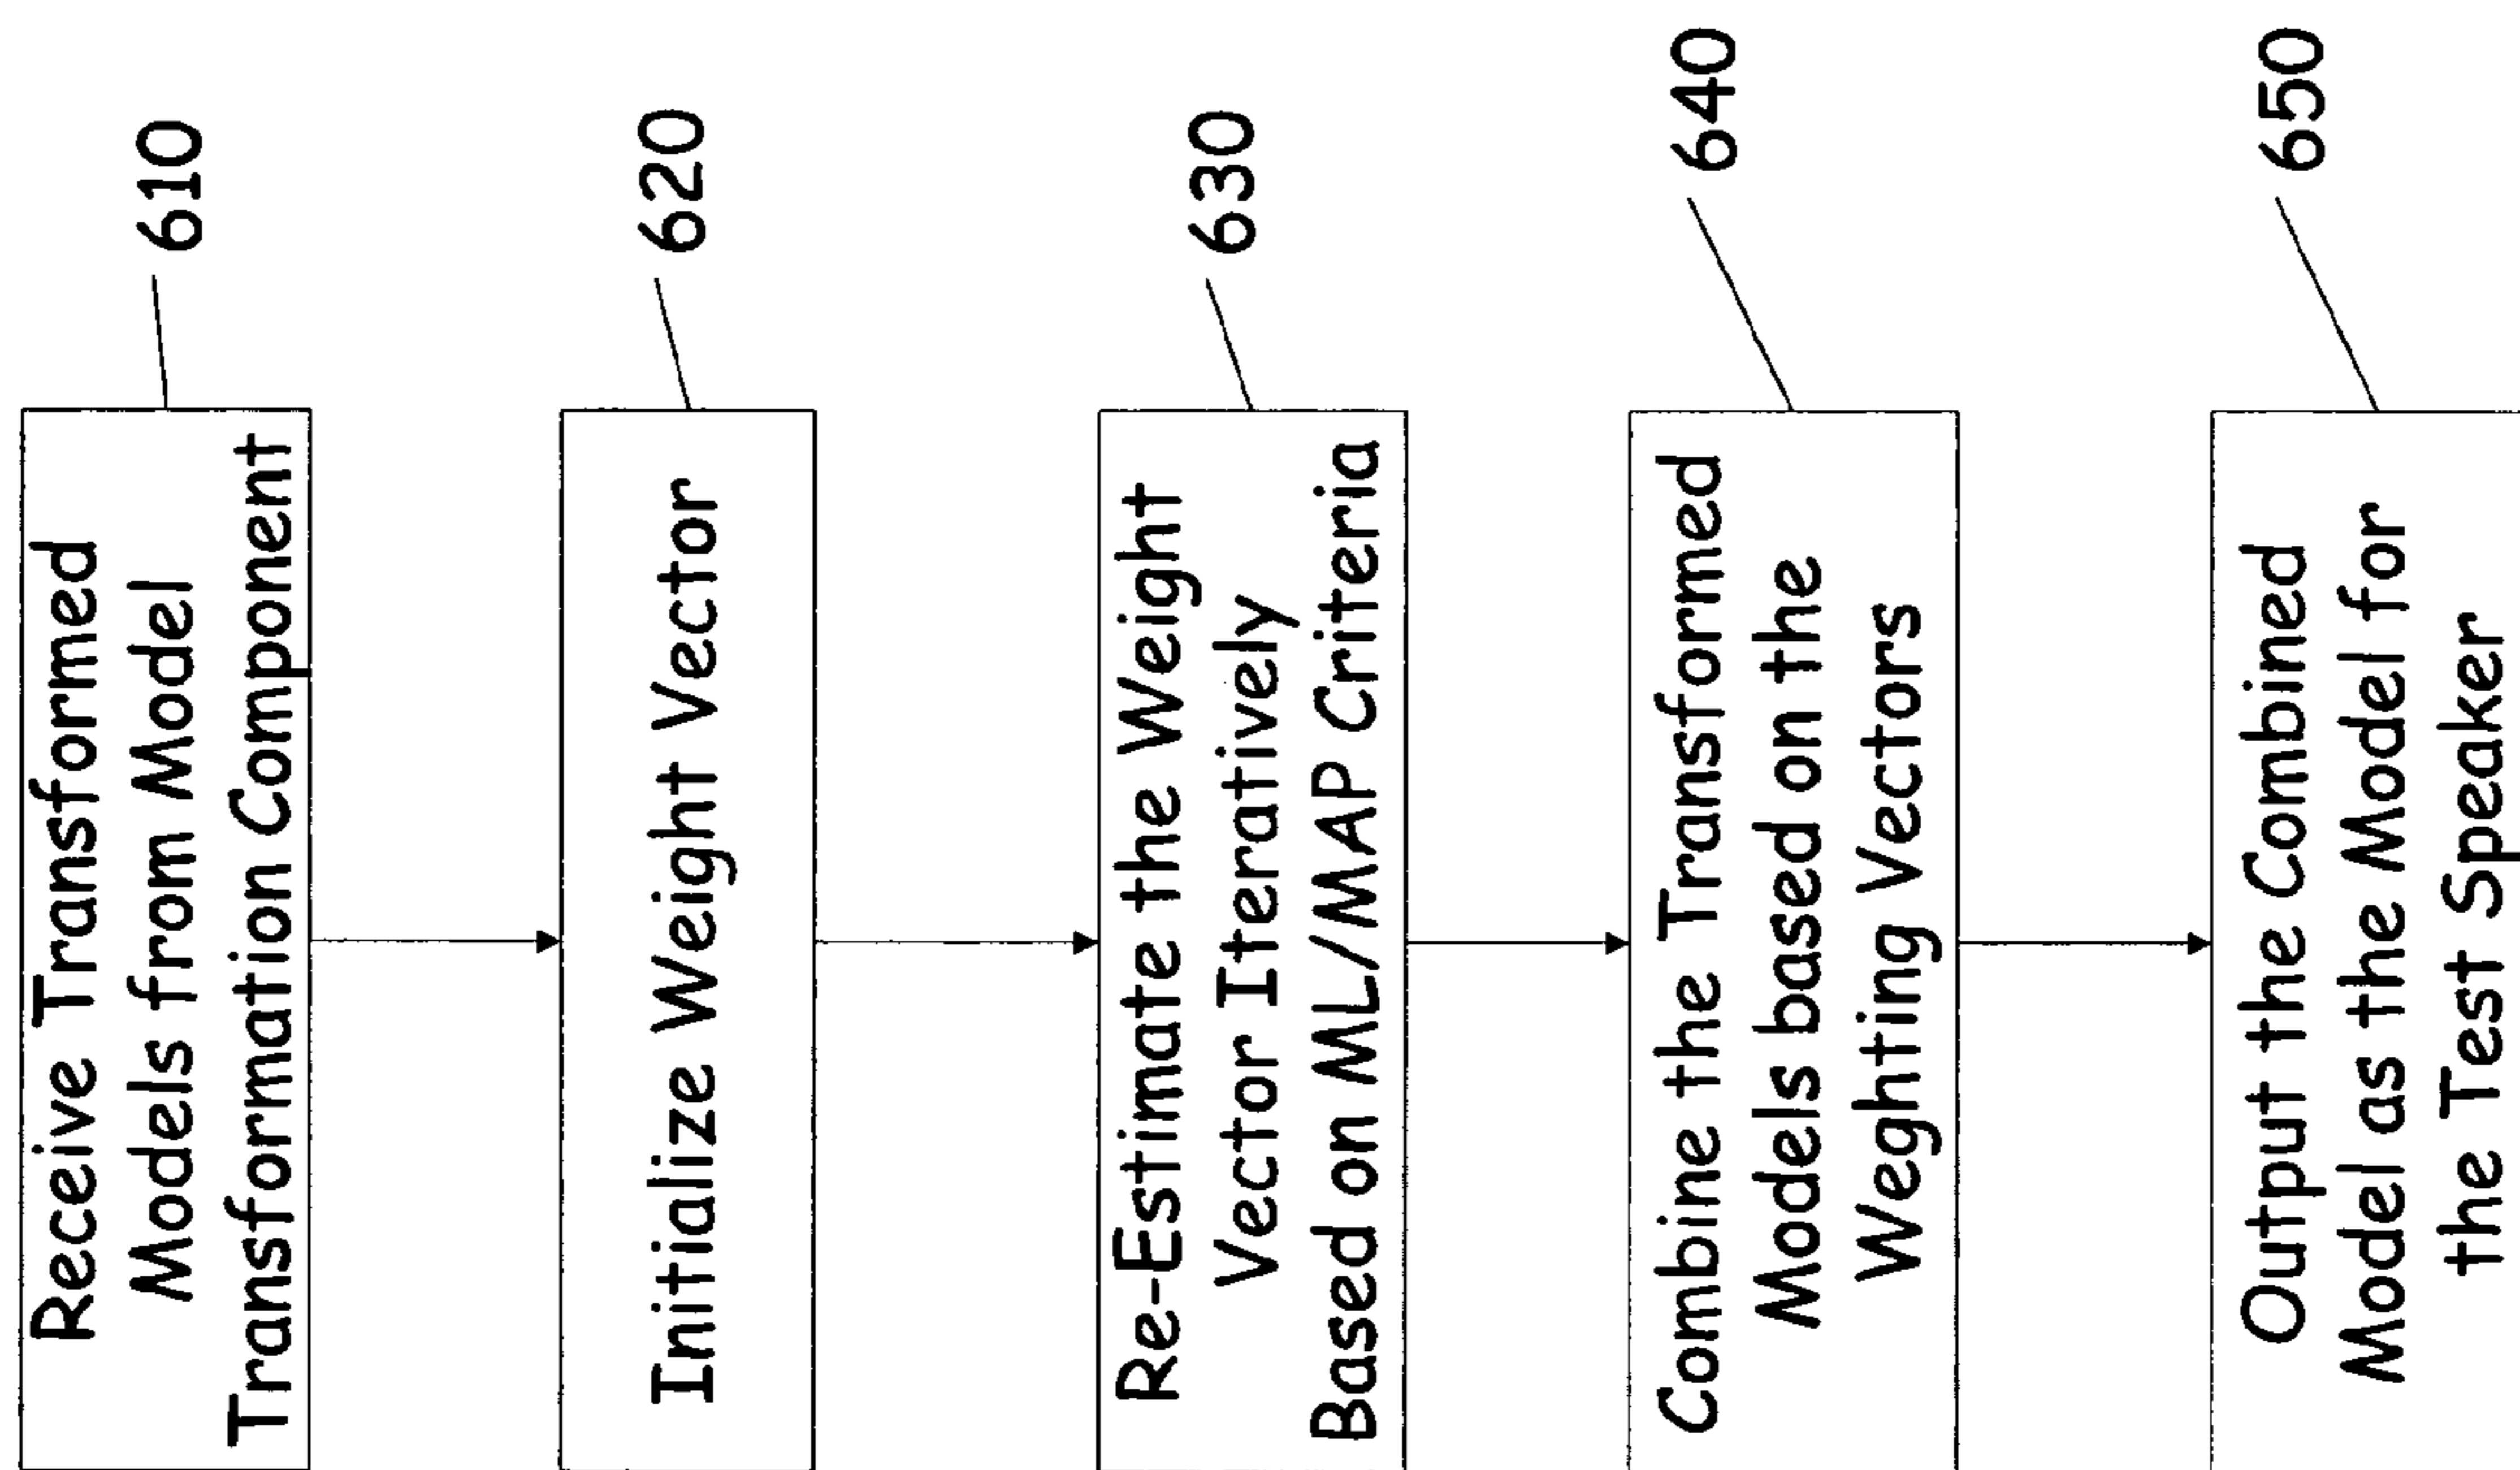 Receive Transformed
Models from Model
Transformation Component
610
Initialize Weight Vector
620
Re-Estimate the Weight
Vector Iteratively
Based on ML/MAP Criteria
630
Combine the Transformed
Models based on the
Weghting Vectors
640
Output the Combined
Model as the Model for
the Test Speaker
650